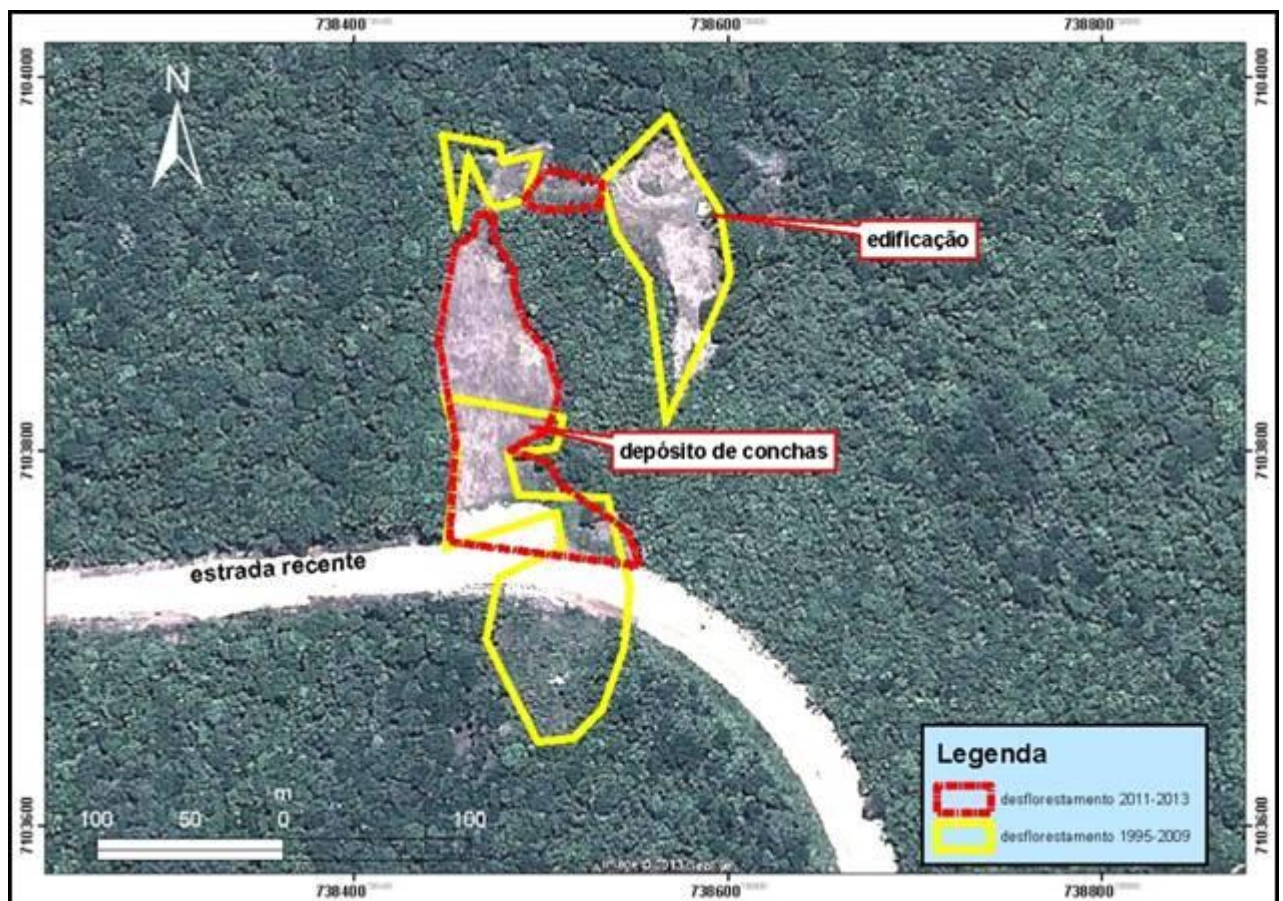 738400
738600
738800
7104000
7104000
N
edificação
7103800
depósito de conchas
7103800
estrada recente
Legenda
desflorestamento 2011-2013
desflorestamento 1995-2009
m
100 50 0 100
7103600
7103600
738400
738600
738800